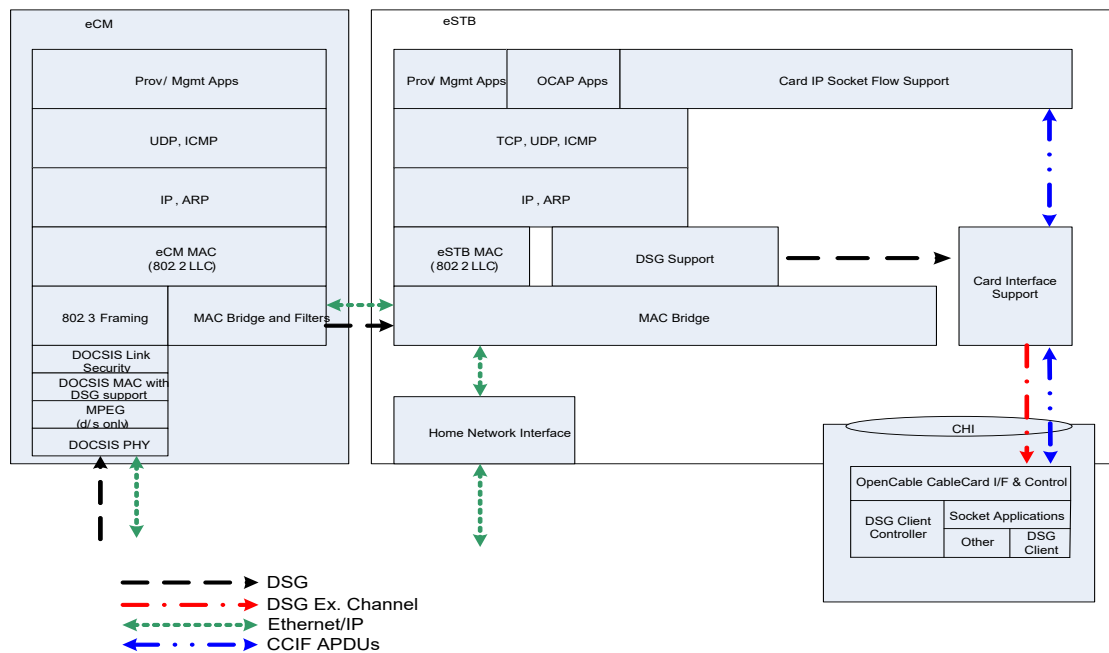 eCM
Prov/ Mgmt Apps
UDP, ICMP
IP , ARP
eCM MAC
(802.2 LLC)
802.3 Framing
MAC Bridge and Filters
DOCSIS Link
Security
DOCSIS MAC with
DSG support
MPEG
(d/s only)
DOCSIS PHY
eSTB
Prov/ Mgmt Apps
OCAP Apps
Card IP Socket Flow Support
TCP, UDP, ICMP
IP , ARP
eSTB MAC
(802.2 LLC)
DSG Support
Card Interface
Support
MAC Bridge
Home Network Interface
CHI
OpenCable CableCard I/F & Control
DSG Client
Controller
Socket Applications
Other
DSG
Client
DSG
DSG Ex. Channel
Ethernet/IP
CCIF APDUs